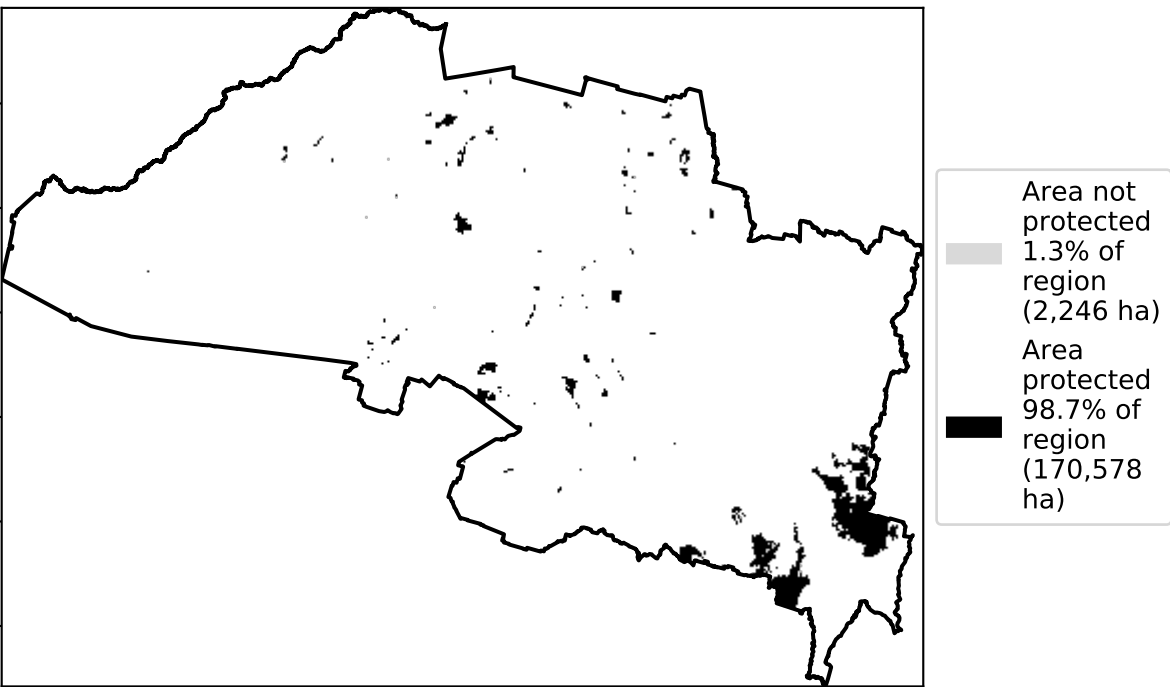 Area not
protected
1.3% of
region
(2,246 ha)
Area
protected
98.7% of
region
(170,578
ha)